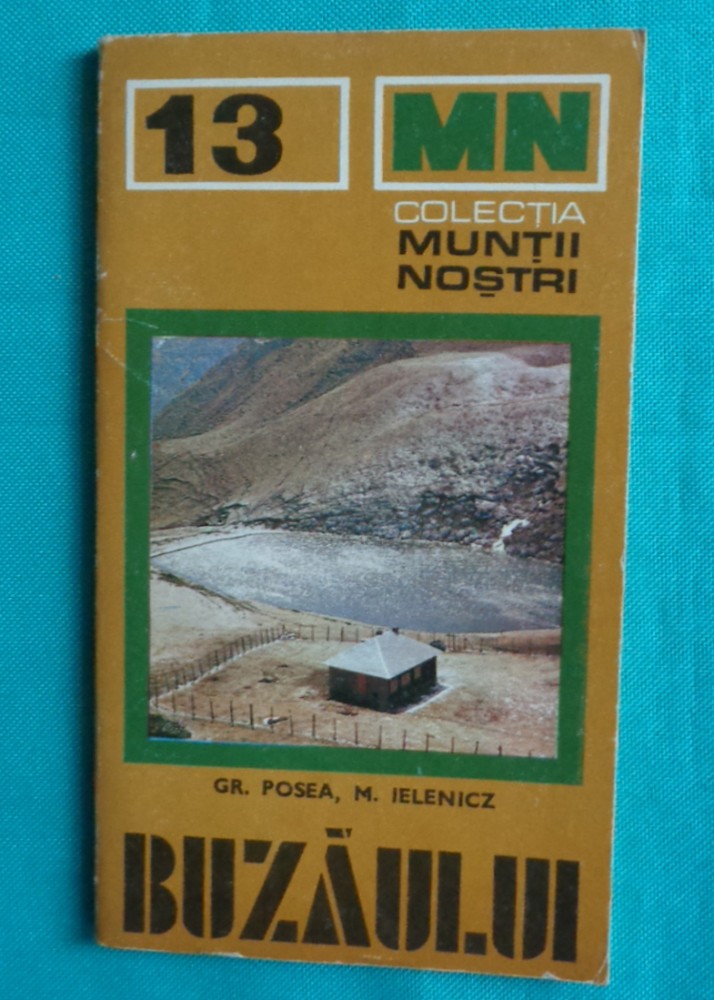 13
MN
COLECȚIA
MUNȚII
NOȘTRI
GR. POSEA, M. IELENICZ
BUZĂULUI